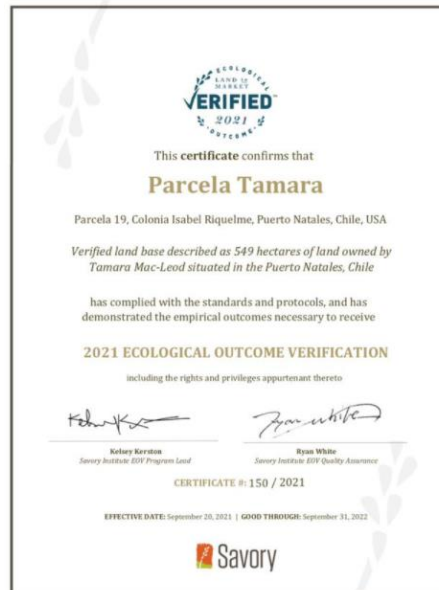 ECOLOGICAL
LAND to
MARKET
VERIFIED™
2021
OUTCOME
This certificate confirms that
Parcela Tamara
Parcela 19, Colonia Isabel Riquelme, Puerto Natales, Chile, USA
Verified land base described as 549 hectares of land owned by
Tamara Mac-Leod situated in the Puerto Natales, Chile
has complied with the standards and protocols, and has
demonstrated the empirical outcomes necessary to receive
2021 ECOLOGICAL OUTCOME VERIFICATION
including the rights and privileges appurtenant thereto
Ryan White
Kelsey Kerston
Ryan White
Savory Institute EOV Program Lead
Savory Institute EOV Quality Assurance
CERTIFICATE #: 150 / 2021
EFFECTIVE DATE: September 20, 2021 | GOOD THROUGH: September 31, 2022
Savory